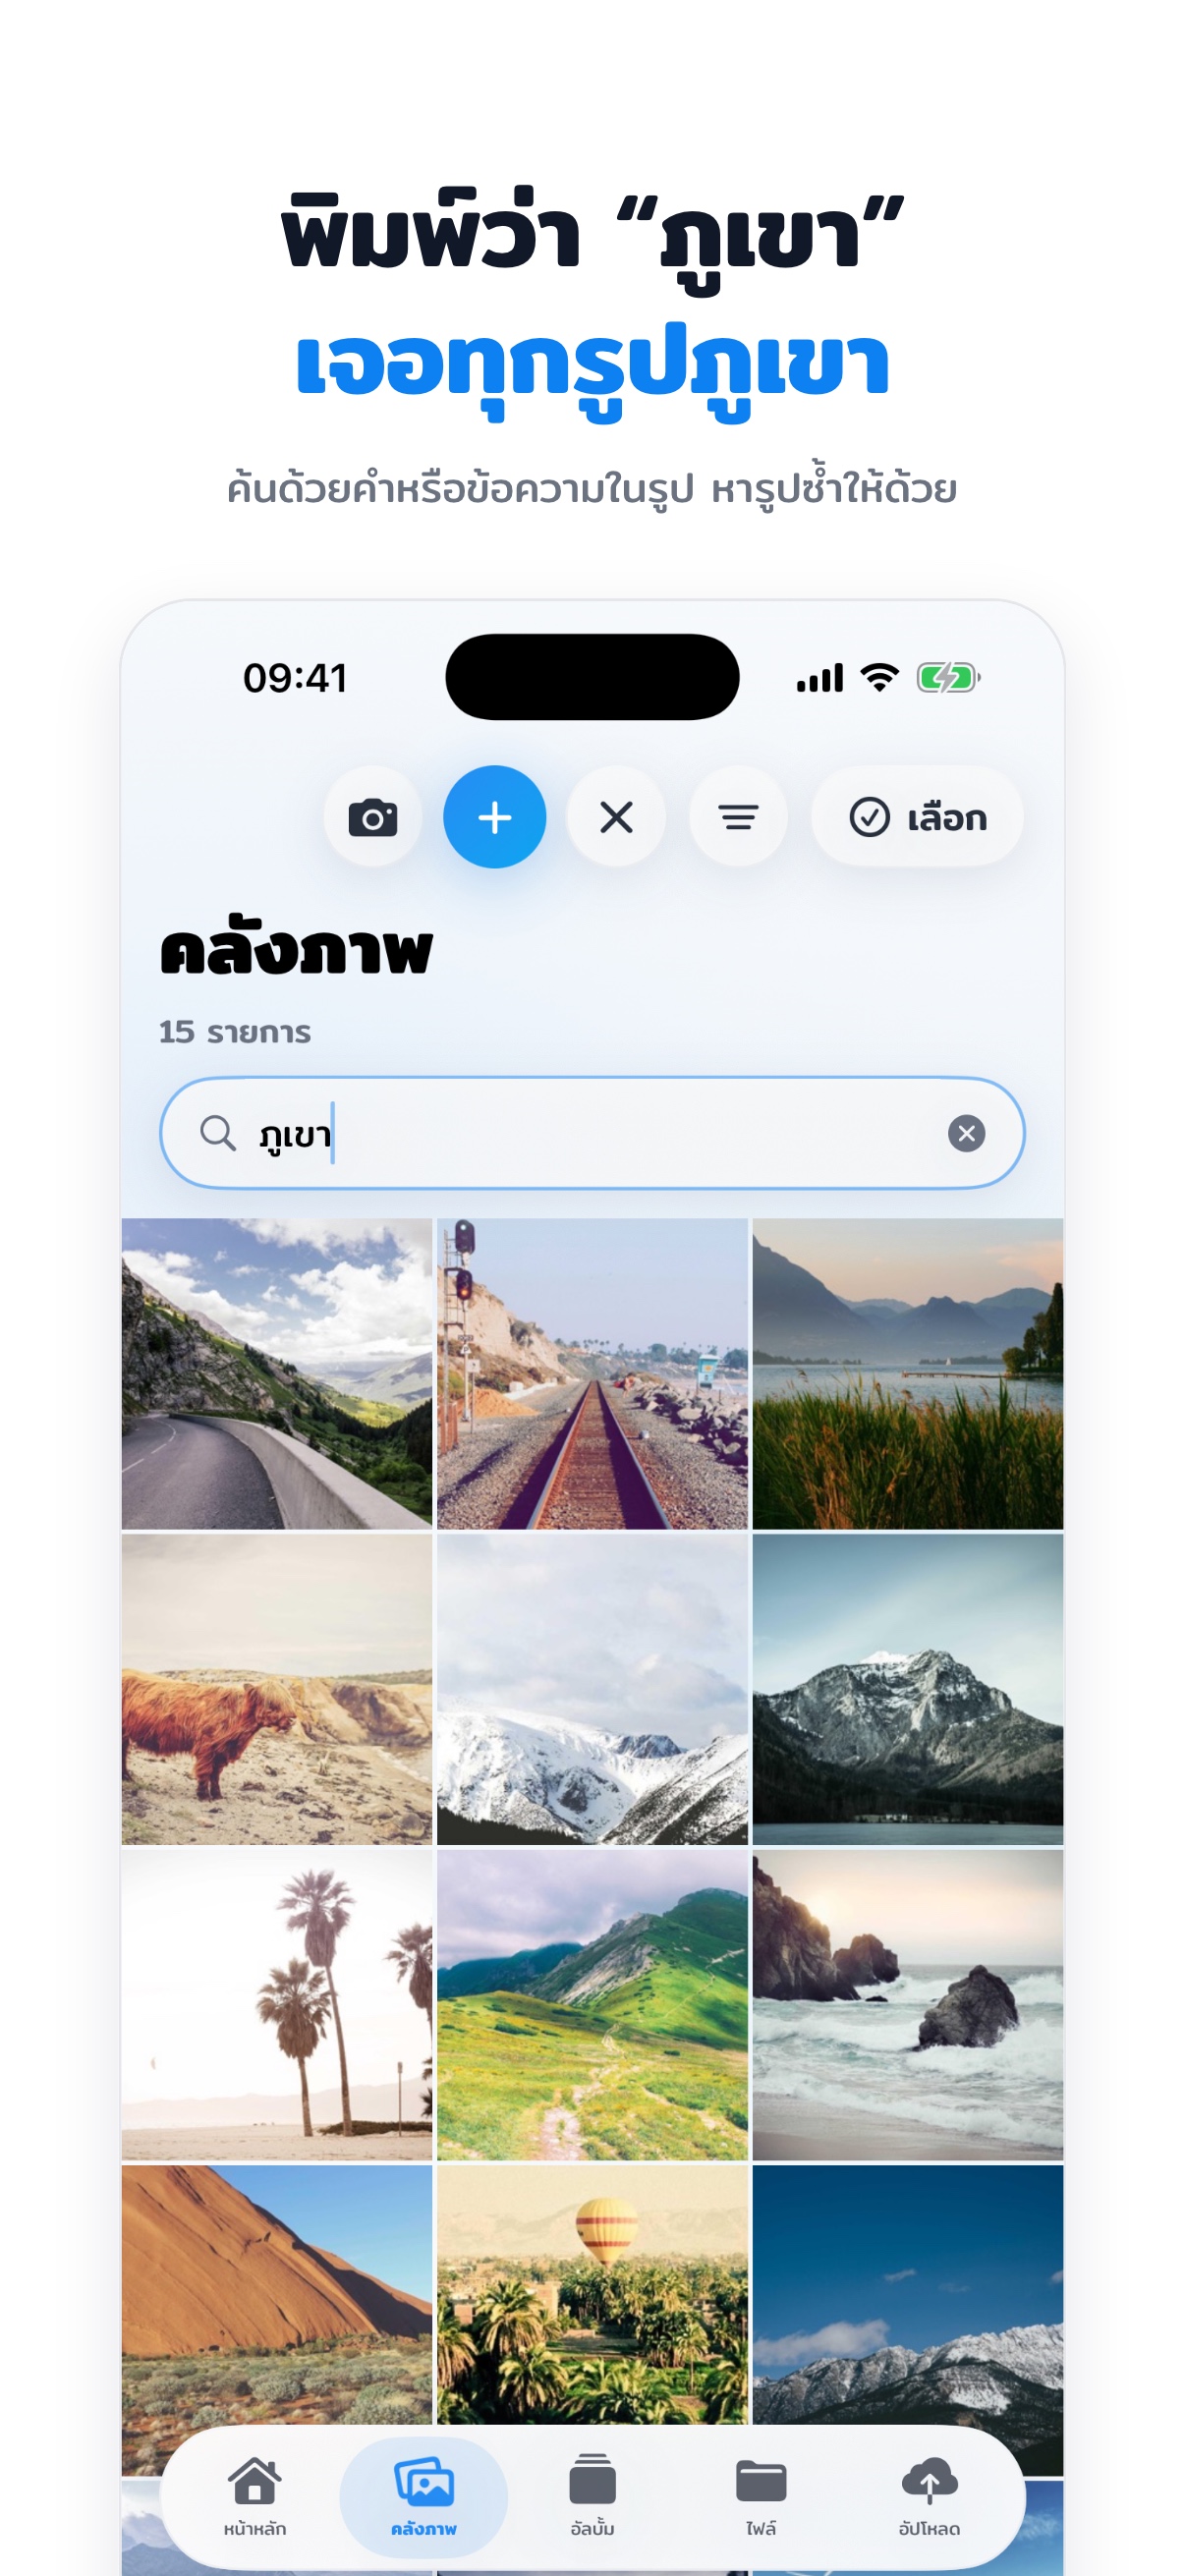 พิมพ์ว่า “ภูเขา”
เจอทุกรูปภูเขา
ค้นด้วยคำหรือข้อความในรูป หารูปซ้ำให้ด้วย
09:41
เลือก
คลังภาพ
15 รายการ
ภูเขา
หน้าหลัก
คลังภาพ
อัลบั้ม
ไฟล์
อัปโหลด